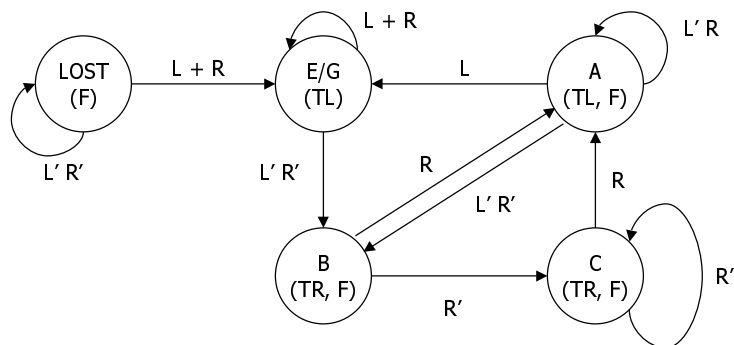 L + R
L’ R
LOST
(F)
L + R
E/G
(TL)
L
A
(TL, F)
L’ R’
L’ R’
R
L’ R’
R
B
(TR, F)
R’
C
(TR, F)
R’